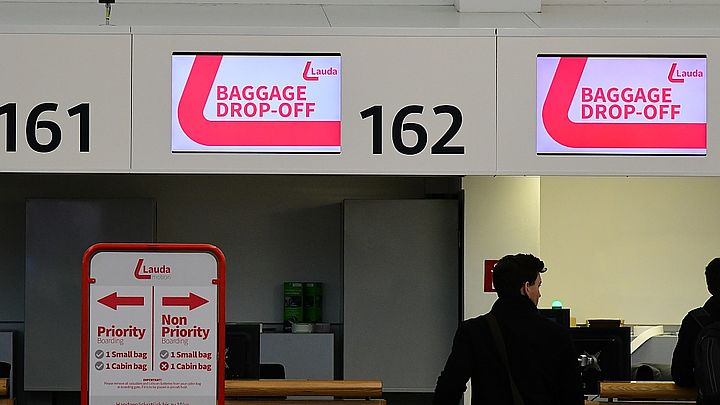 161
Lauda
BAGGAGE
DROP-OFF
162
Lauda
BAGGAGE
DROP-OFF
Lauda
motion
Priority
Boarding
1 Small bag
1 Cabin bag
Non
Priority
Boarding
1 Small bag
1 Cabin bag
IMPORTANT: